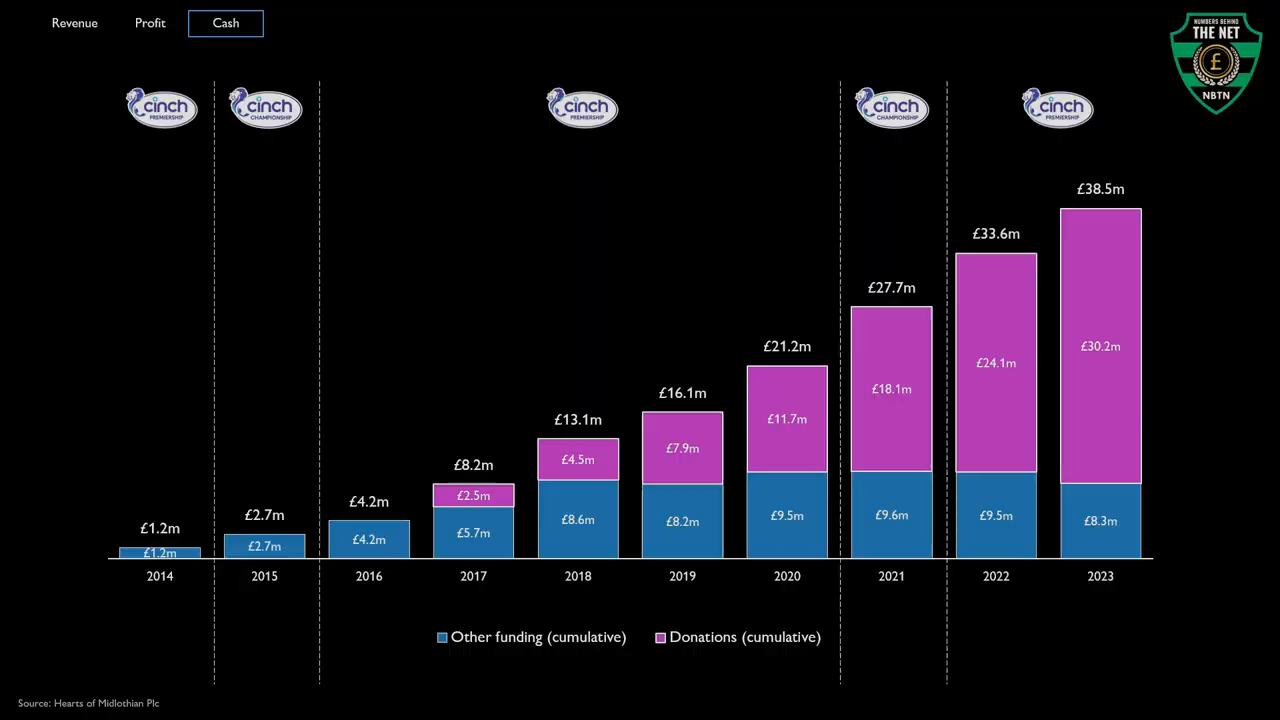 Revenue Profit Cash
NUMBERS BEHIND
THE NET
£
NBTN
cinch
PREMIERSHIP
cinch
CHAMPIONSHIP
cinch
PREMIERSHIP
cinch
CHAMPIONSHIP
cinch
PREMIERSHIP
£38.5m
£33.6m
£27.7m
£21.2m
£16.1m
£13.1m
£8.2m
£4.2m
£2.7m
£1.2m
£1.2m £2.7m £4.2m
£2.5m £4.5m £7.9m £11.7m £18.1m £24.1m £30.2m
£5.7m £8.6m £8.2m £9.5m £9.6m £9.5m £8.3m
2014 2015 2016 2017 2018 2019 2020 2021 2022 2023
Other funding (cumulative) Donations (cumulative)
Source: Hearts of Midlothian Plc